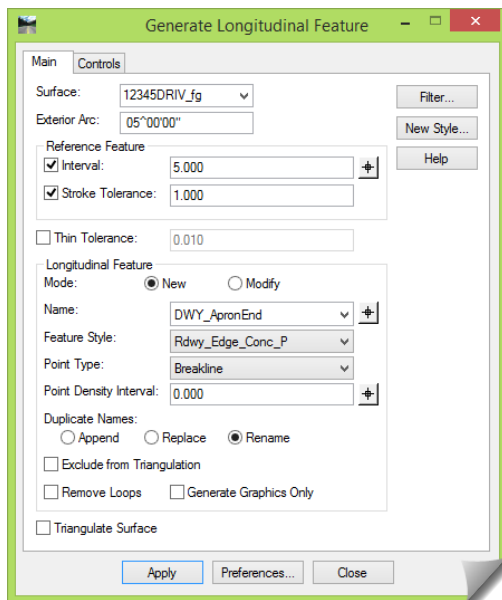 Generate Longitudinal Feature
Main Controls
Surface: 12345DRIV_fg Filter...
Exterior Arc: 05^00'00" New Style...
Reference Feature Help
Interval: 5.000
Stroke Tolerance: 1.000
Thin Tolerance: 0.010
Longitudinal Feature
Mode: New Modify
Name: DWY_ApronEnd
Feature Style: Rdwy_Edge_Conc_P
Point Type: Breakline
Point Density Interval: 0.000
Duplicate Names:
Append Replace Rename
Exclude from Triangulation
Remove Loops Generate Graphics Only
Triangulate Surface
Apply Preferences... Close